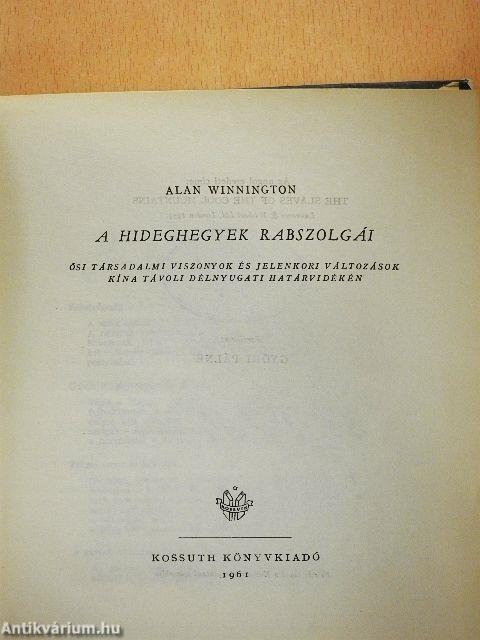 ALAN WINNINGTON
A HIDEGHEGYEK RABSZOLGÁI
ŐSI TÁRSADALMI VISZONYOK ÉS JELENKORI VÁLTOZÁSOK
KÍNA TÁVOLI DÉLNYUGATI HATÁRVIDÉKÉN
KOSSUTH
KOSSUTH KÖNYVKIADÓ
1961
Antikvárium.hu